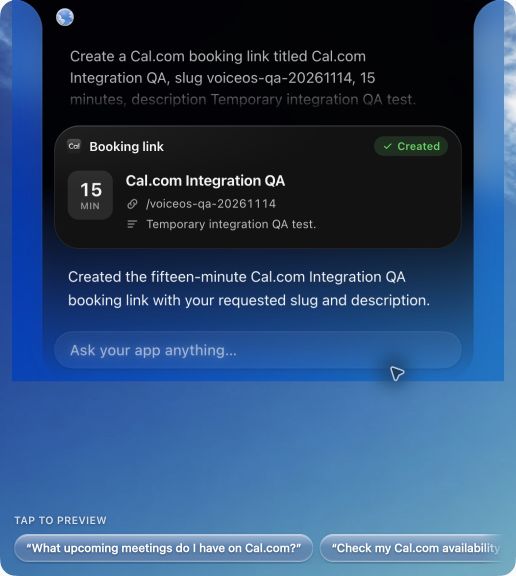 Create a Cal.com booking link titled Cal.com
Integration QA, slug voiceos-qa-20261114, 15
minutes, description Temporary integration QA test.
Cal Booking link
Created
15
MIN
Cal.com Integration QA
/voiceos-qa-20261114
Temporary integration QA test.
Created the fifteen-minute Cal.com Integration QA
booking link with your requested slug and description.
Ask your app anything...
TAP TO PREVIEW
“What upcoming meetings do I have on Cal.com?”
“Check my Cal.com availability